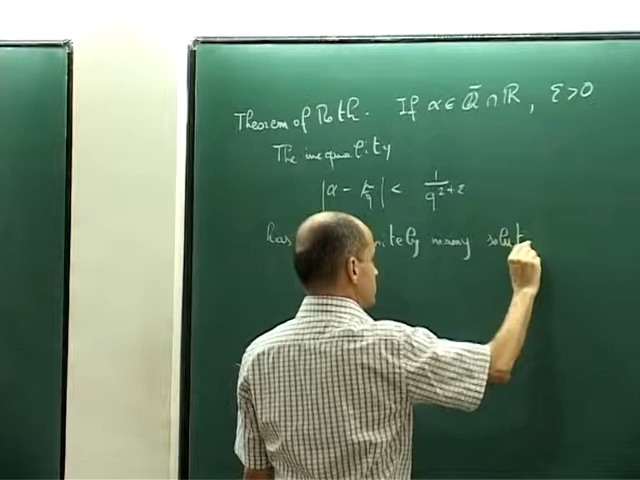 Theorem of Roth. If α ∈ Q̄ ∩ ℝ, ε>0
The inequality
|α - p/q| < 1/q^{2+ε}
has nitely many solut